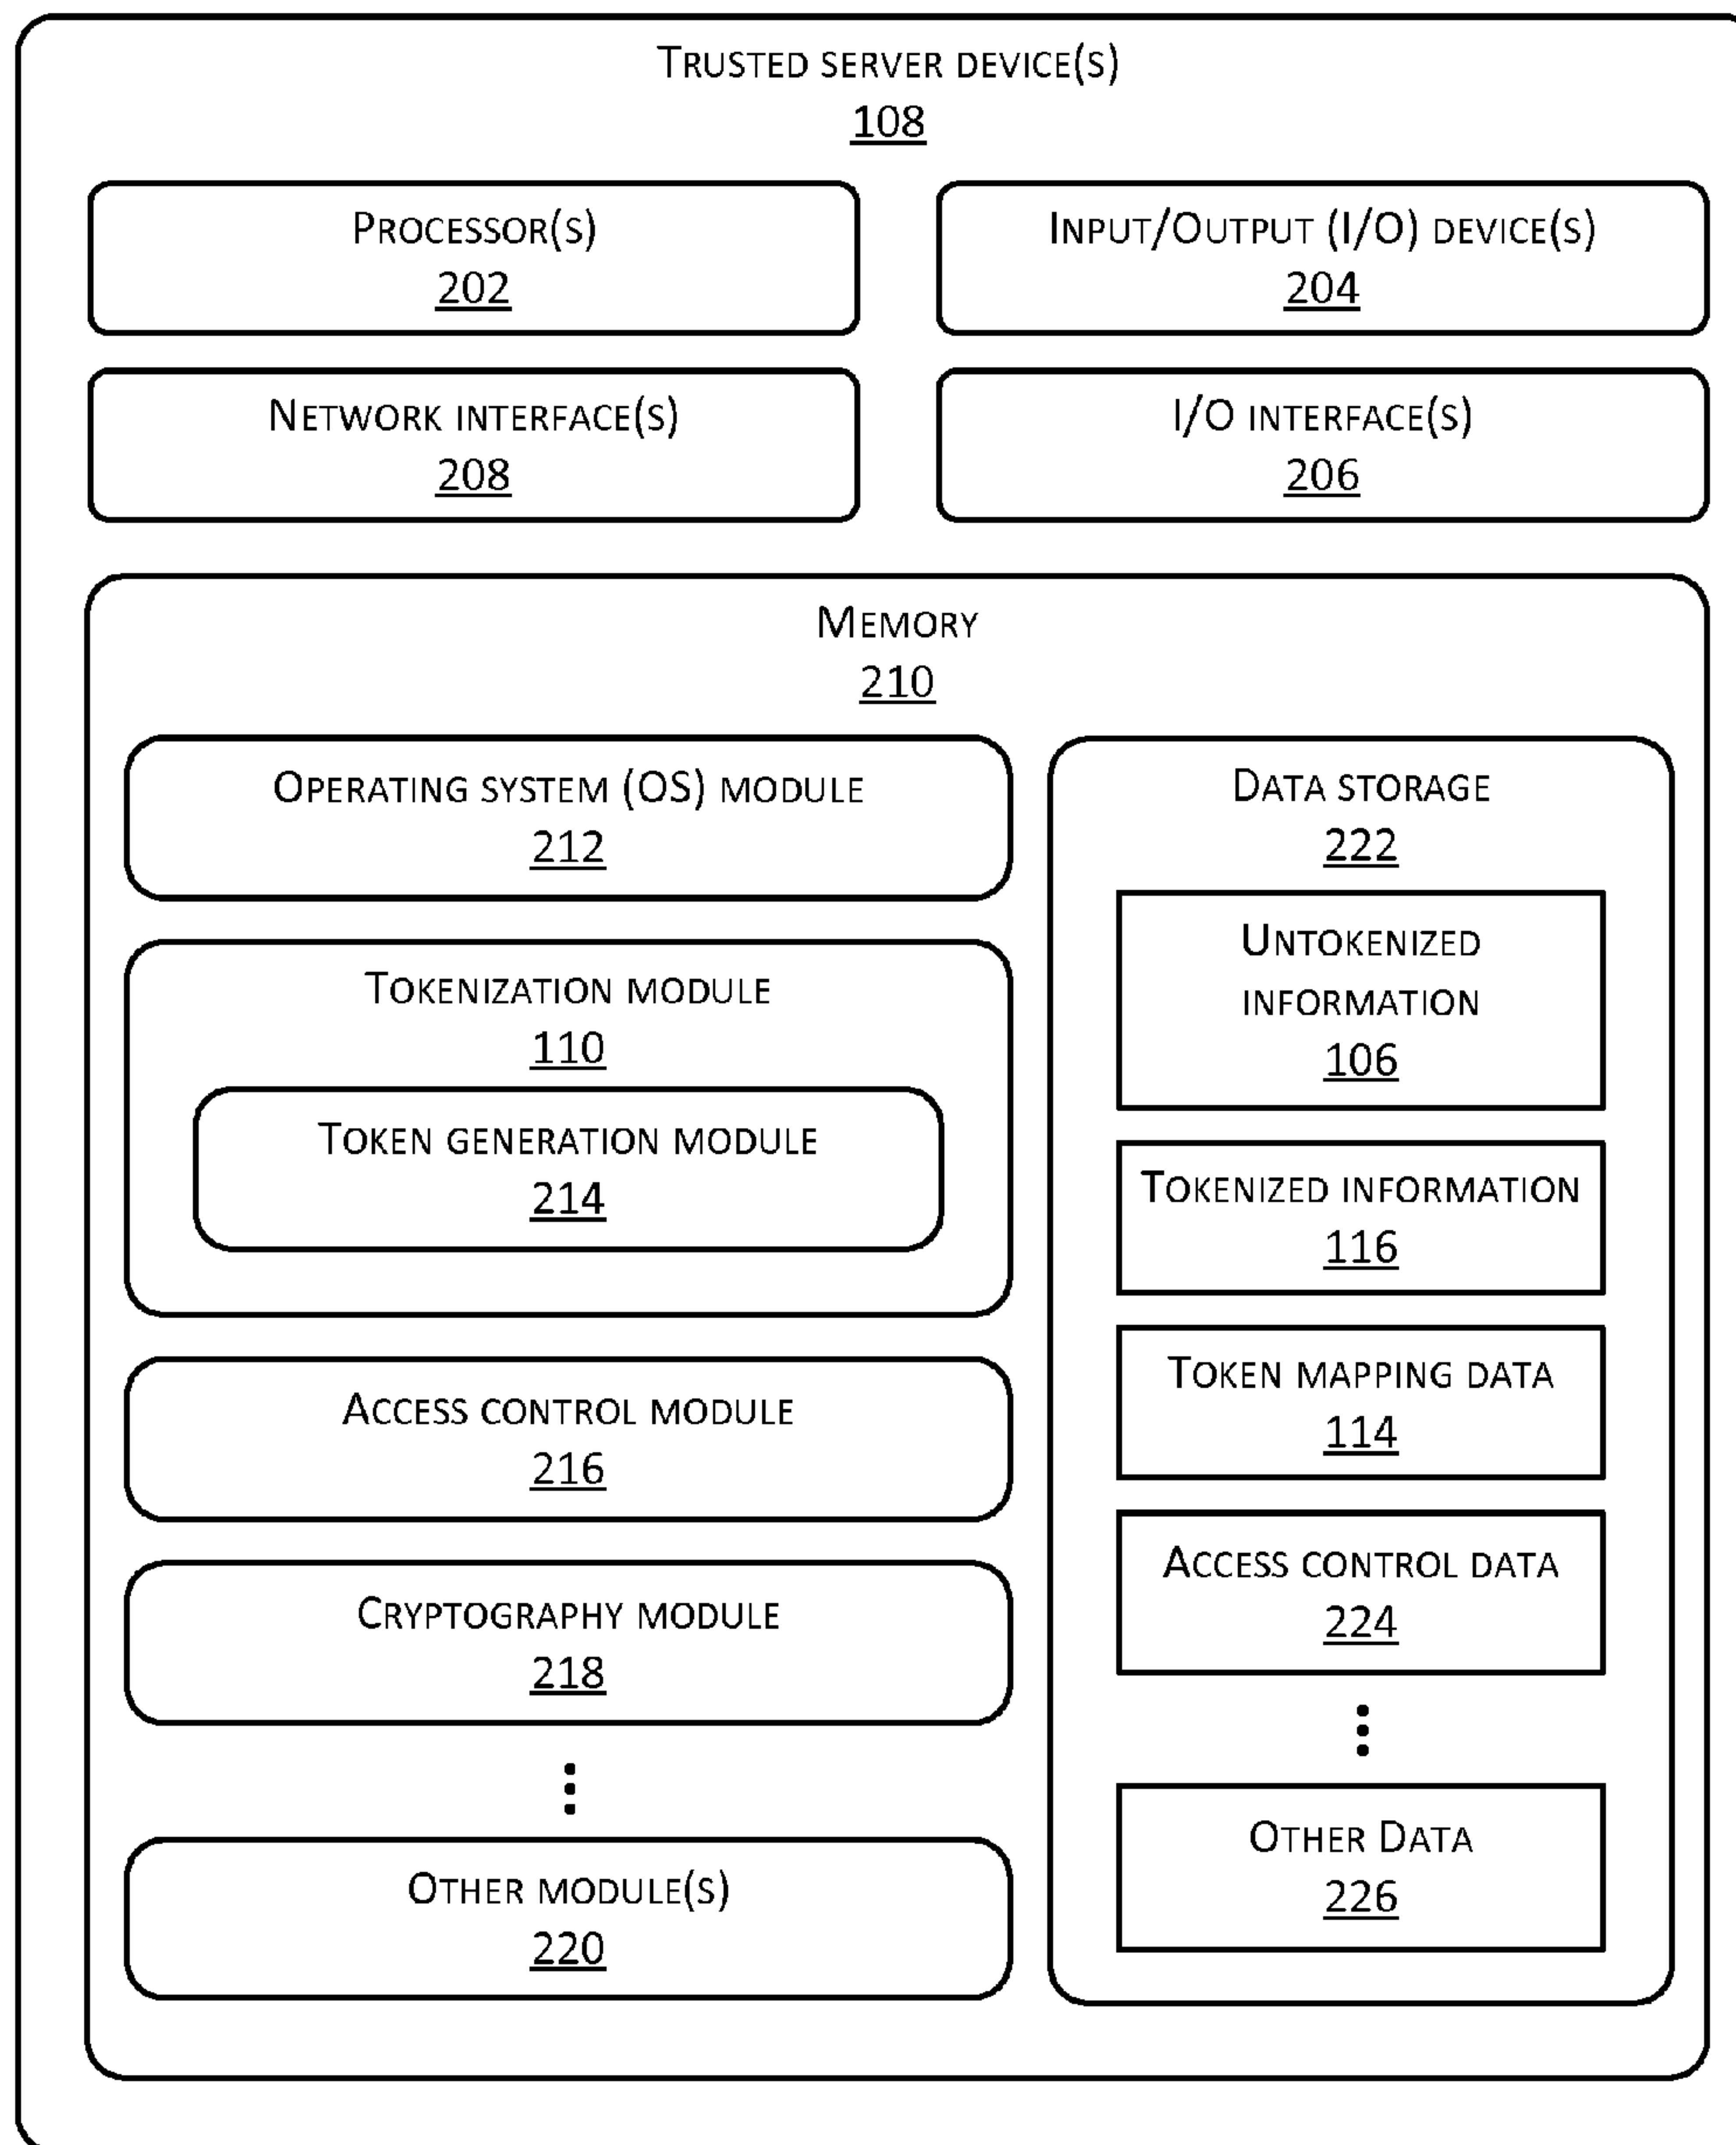 Trusted server device(s)
108
Processor(s)
202
Input/Output (I/O) device(s)
204
Network interface(s)
208
I/O interface(s)
206
Memory
210
Operating system (OS) module
212
Tokenization module
110
Token generation module
214
Access control module
216
Cryptography module
218
Other module(s)
220
Data storage
222
Untokenized
information
106
Tokenized information
116
Token mapping data
114
Access control data
224
Other Data
226